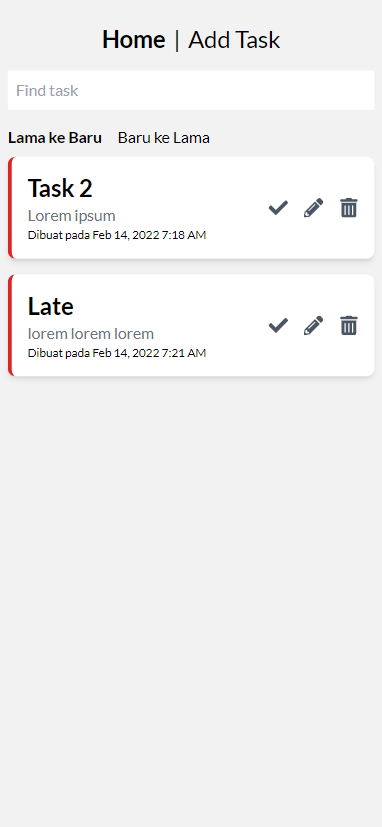 Home | Add Task
Find task
Lama ke Baru Baru ke Lama
Task 2
Lorem ipsum
Dibuat pada Feb 14, 2022 7:18 AM
Late
lorem lorem lorem
Dibuat pada Feb 14, 2022 7:21 AM